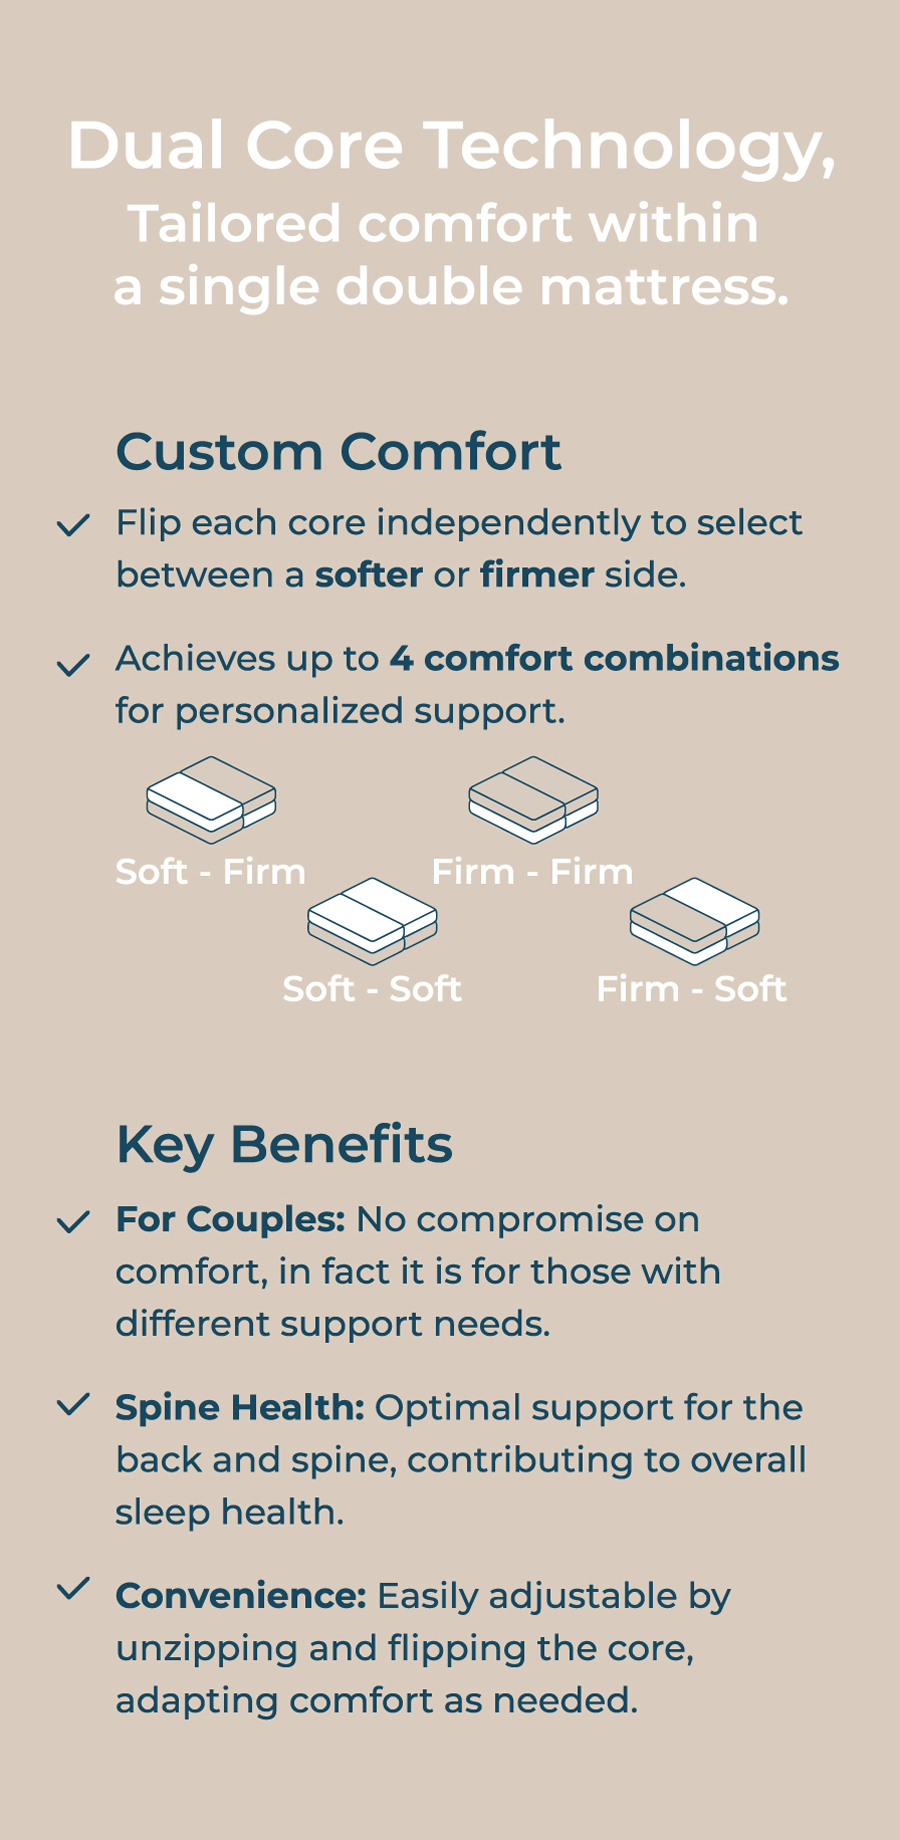 Dual Core Technology,
Tailored comfort within
a single double mattress.
Custom Comfort
Flip each core independently to select
between a softer or firmer side.
Achieves up to 4 comfort combinations
for personalized support.
Soft - Firm
Firm - Firm
Soft - Soft
Firm - Soft
Key Benefits
For Couples: No compromise on
comfort, in fact it is for those with
different support needs.
Spine Health: Optimal support for the
back and spine, contributing to overall
sleep health.
Convenience: Easily adjustable by
unzipping and flipping the core,
adapting comfort as needed.